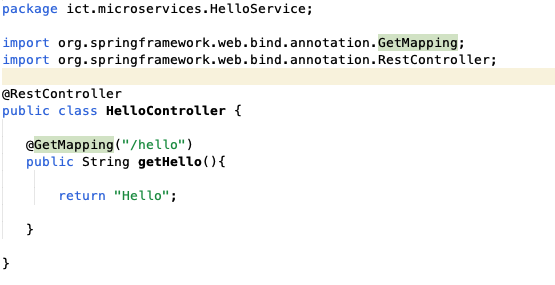 package ict.microservices.HelloService;
import org.springframework.web.bind.annotation.GetMapping;
import org.springframework.web.bind.annotation.RestController;
@RestController
public class HelloController {
@GetMapping("/hello")
public String getHello(){
return "Hello";
}
}